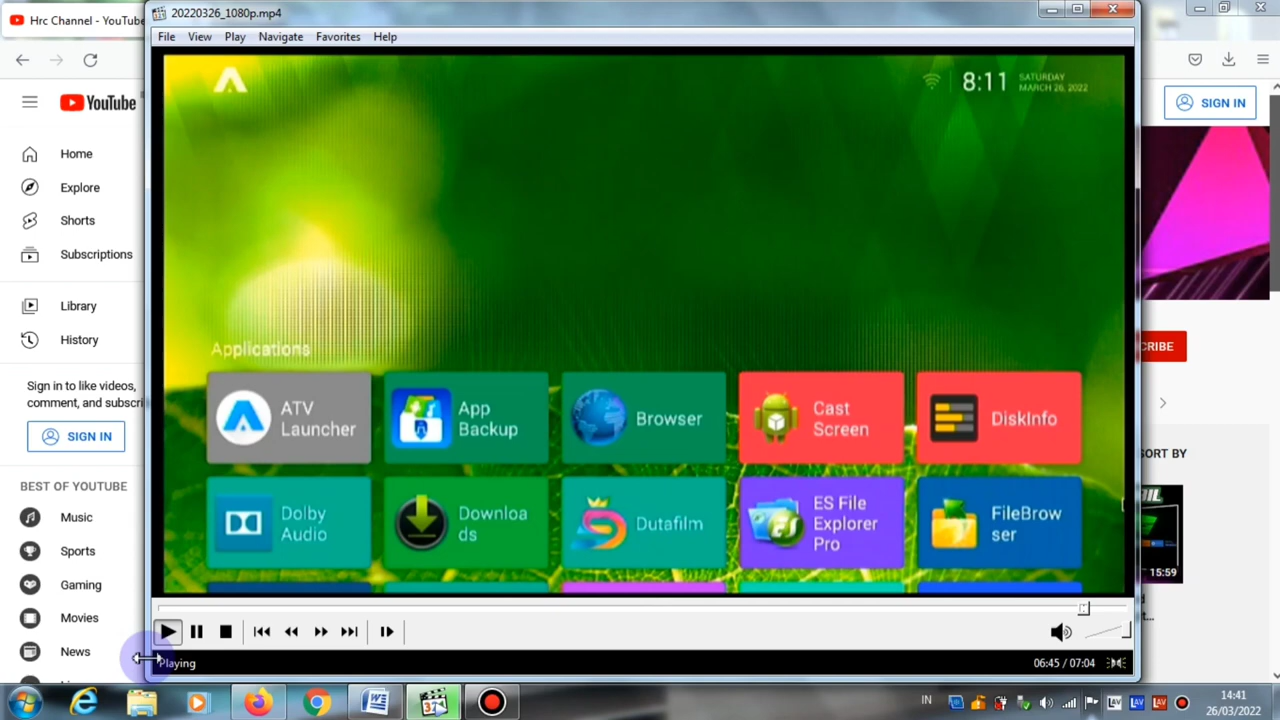 Hrc Channel - YouTube
20220326_1080p.mp4
File View Play Navigate Favorites Help
YouTube
SIGN IN
Home
Explore
Shorts
Subscriptions
Library
History
Sign in to like videos,
comment, and subscri
SIGN IN
BEST OF YOUTUBE
Music
Sports
Gaming
Movies
News
8:11 SATURDAY
MARCH 26, 2022
Applications
ATV
Launcher
App
Backup
Browser
Cast
Screen
DiskInfo
Dolby
Audio
Downloa
ds
Dutafilm
ES File
Explorer
Pro
FileBrow
ser
CRIBE
ORT BY
15:59
Playing
06:45 / 07:04
IN
LAV LAV LAV
14:41
26/03/2022